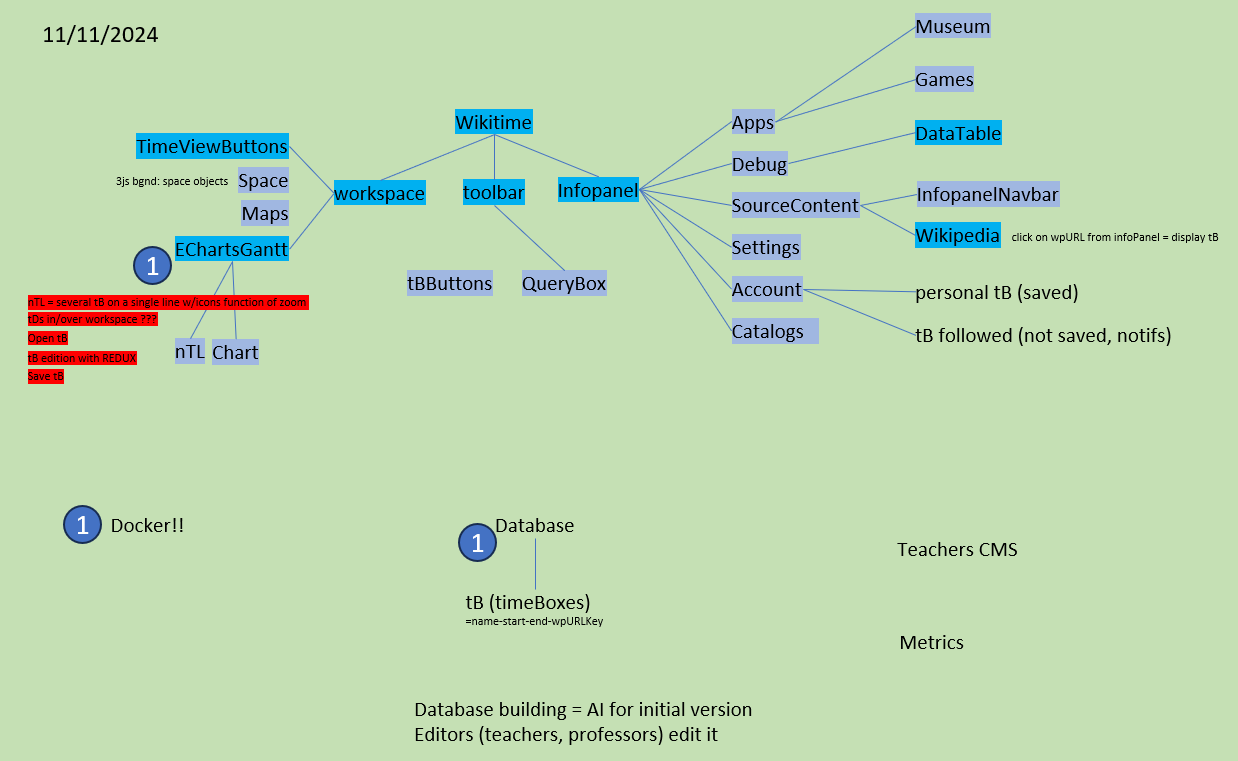 11/11/2024
Museum
Games
Wikitime
Apps
DataTable
TimeViewButtons
Debug
3js bgnd: space objects
Space
workspace
toolbar
Infopanel
SourceContent
InfopanelNavbar
Maps
Wikipedia
click on wpURL from infoPanel = display tB
EChartsGantt
Settings
1
tBButtons
QueryBox
Account
personal tB (saved)
nTL = several tB on a single line w/icons function of zoom
tDs in/over workspace ???
Open tB
tB edition with REDUX
Save tB
nTL
Chart
Catalogs
tB followed (not saved, notifs)
1
Docker!!
1
Database
Teachers CMS
tB (timeBoxes)
=name-start-end-wpURLKey
Metrics
Database building = AI for initial version
Editors (teachers, professors) edit it